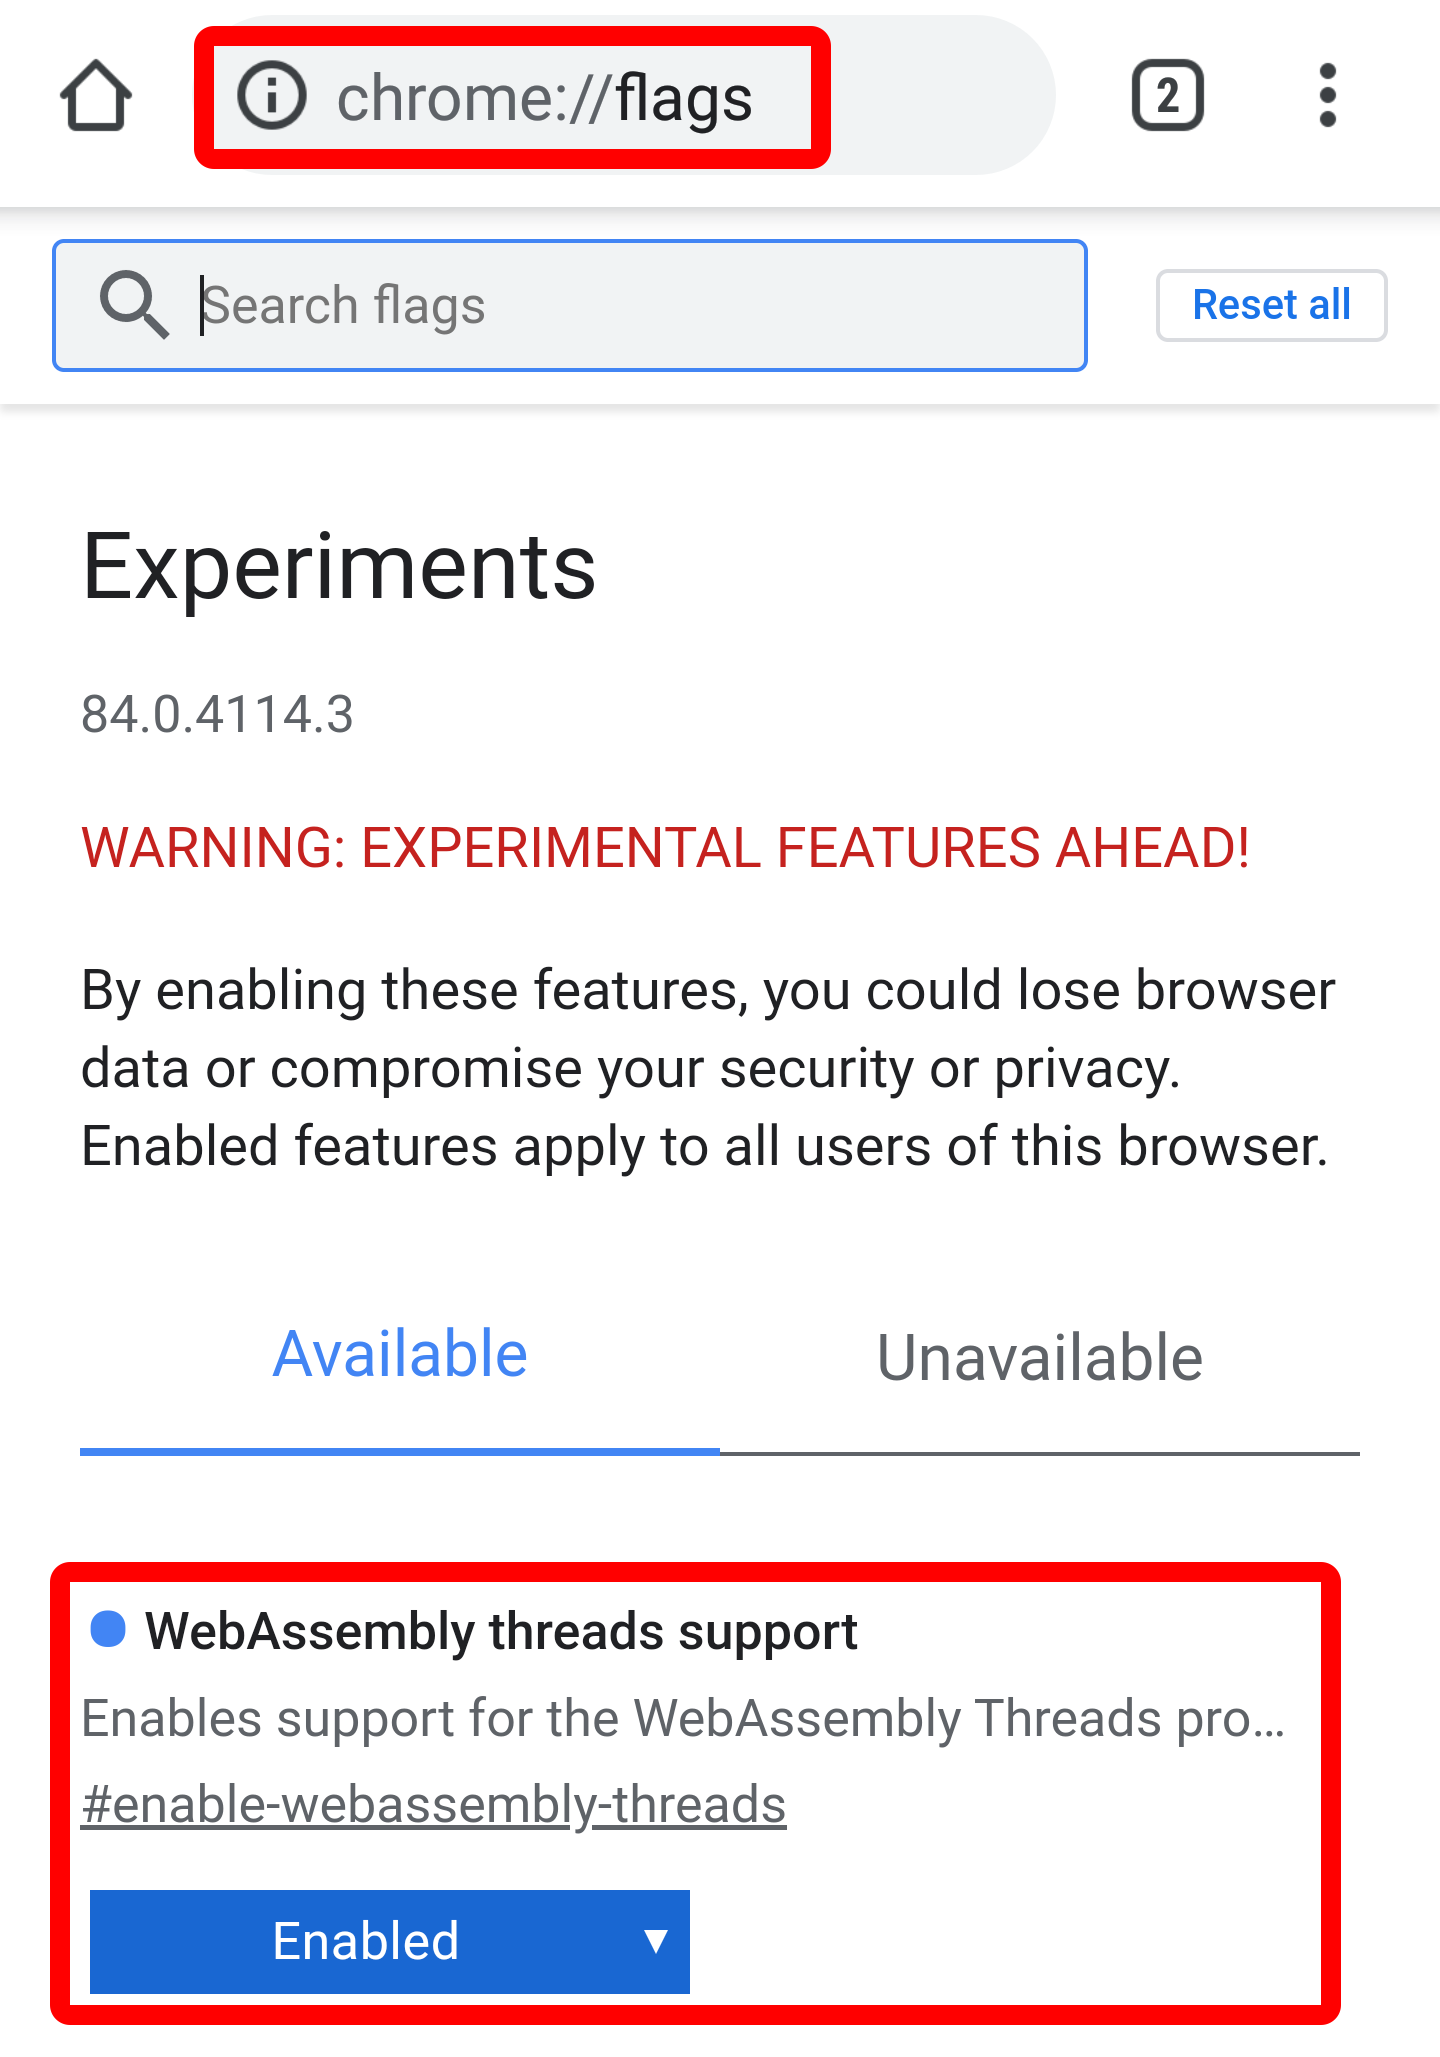 chrome://flags
2
Search flags
Reset all
Experiments
84.0.4114.3
WARNING: EXPERIMENTAL FEATURES AHEAD!
By enabling these features, you could lose browser
data or compromise your security or privacy.
Enabled features apply to all users of this browser.
Available
Unavailable
WebAssembly threads support
Enables support for the WebAssembly Threads pro…
#enable-webassembly-threads
Enabled